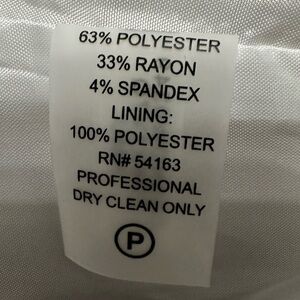 63% POLYESTER
33% RAYON
4% SPANDEX
LINING:
100% POLYESTER
RN# 54163
PROFESSIONAL
DRY CLEAN ONLY
P